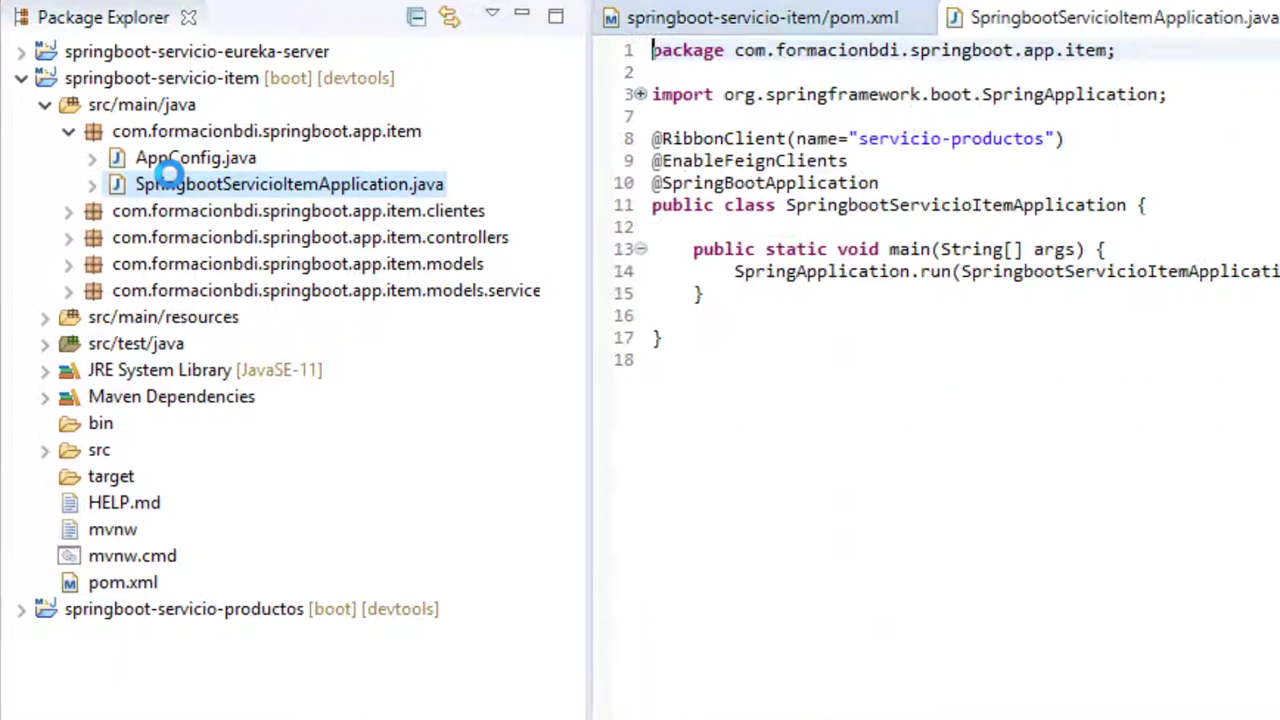 Package Explorer
springboot-servicio-eureka-server
springboot-servicio-item [boot] [devtools]
src/main/java
com.formacionbdi.springboot.app.item
AppConfig.java
SpringbootServicioItemApplication.java
com.formacionbdi.springboot.app.item.clientes
com.formacionbdi.springboot.app.item.controllers
com.formacionbdi.springboot.app.item.models
com.formacionbdi.springboot.app.item.models.service
src/main/resources
src/test/java
JRE System Library [JavaSE-11]
Maven Dependencies
bin
src
target
HELP.md
mvnw
mvnw.cmd
pom.xml
springboot-servicio-productos [boot] [devtools]
springboot-servicio-item/pom.xml
SpringbootServicioItemApplication.java
1 package com.formacionbdi.springboot.app.item;
2
3 import org.springframework.boot.SpringApplication;
7
8 @RibbonClient(name="servicio-productos")
9 @EnableFeignClients
10 @SpringBootApplication
11 public class SpringbootServicioItemApplication {
12
13 public static void main(String[] args) {
14 SpringApplication.run(SpringbootServicioItemApplicati
15 }
16
17 }
18